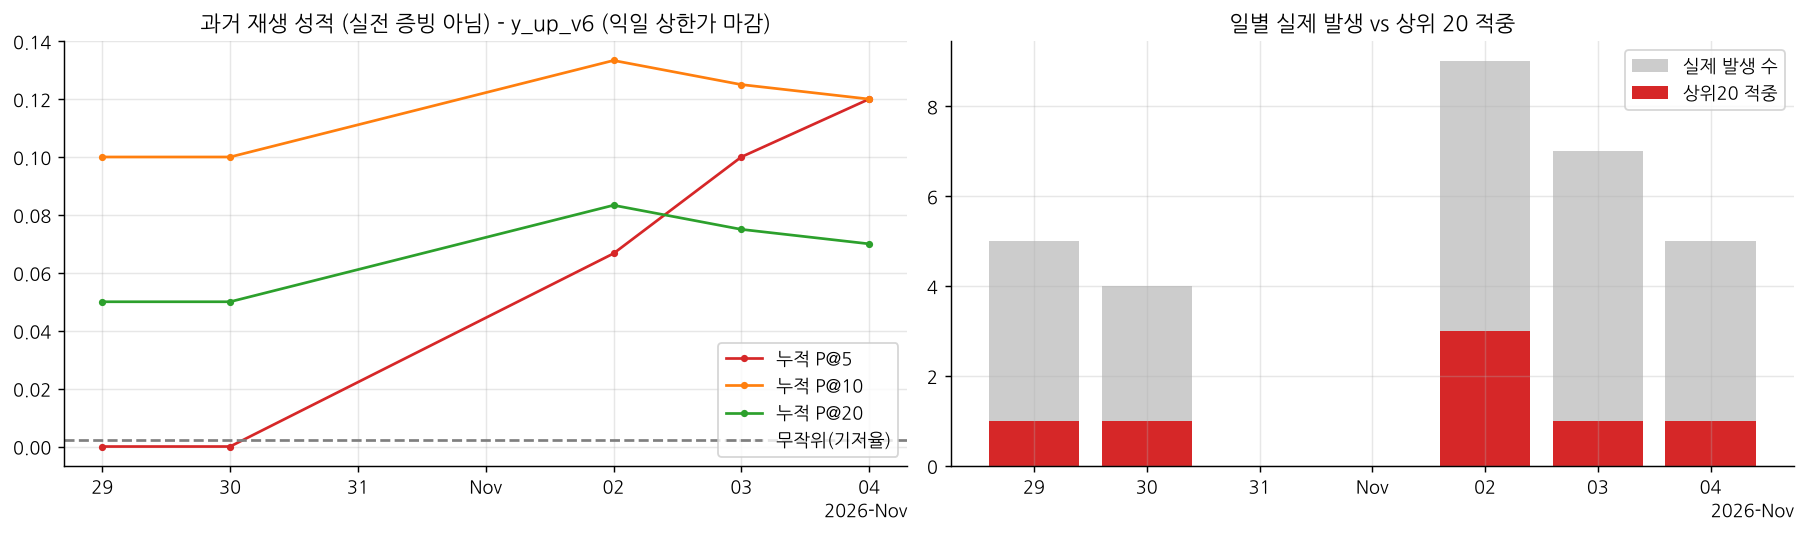 과거 재생 성적 (실전 증빙 아님) - y_up_v6 (익일 상한가 마감)
0.14
0.12
0.10
0.08
0.06
0.04
0.02
0.00
누적 P@5
누적 P@10
누적 P@20
무작위(기저율)
29 30 31 Nov 02 03 04
2026-Nov
일별 실제 발생 vs 상위 20 적중
8
6
4
2
0
실제 발생 수
상위20 적중
29 30 31 Nov 02 03 04
2026-Nov